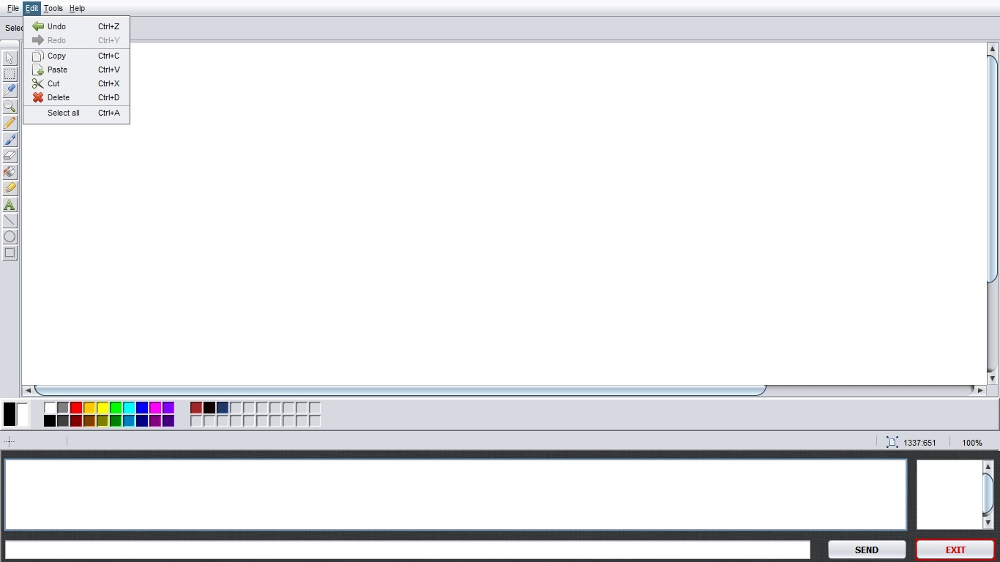 File Edit Tools Help
Selec
Undo Ctrl+Z
Redo Ctrl+Y
Copy Ctrl+C
Paste Ctrl+V
Cut Ctrl+X
Delete Ctrl+D
Select all Ctrl+A
A
1337:651 100%
SEND EXIT